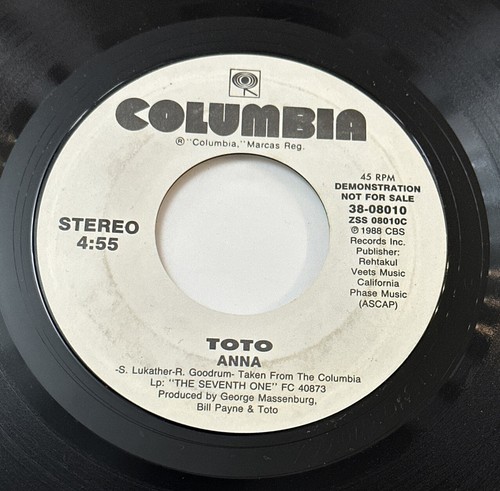 COLUMBIA
® "Columbia," Marcas Reg.
STEREO
4:55
45 RPM
DEMONSTRATION
NOT FOR SALE
38-08010
ZSS 08010C
℗ 1988 CBS
Records Inc.
Publisher:
Rehtakul
Veets Music
California
Phase Music
(ASCAP)
TOTO
ANNA
-S. Lukather-R. Goodrum- Taken From The Columbia
Lp: "THE SEVENTH ONE" FC 40873
Produced by George Massenburg,
Bill Payne & Toto